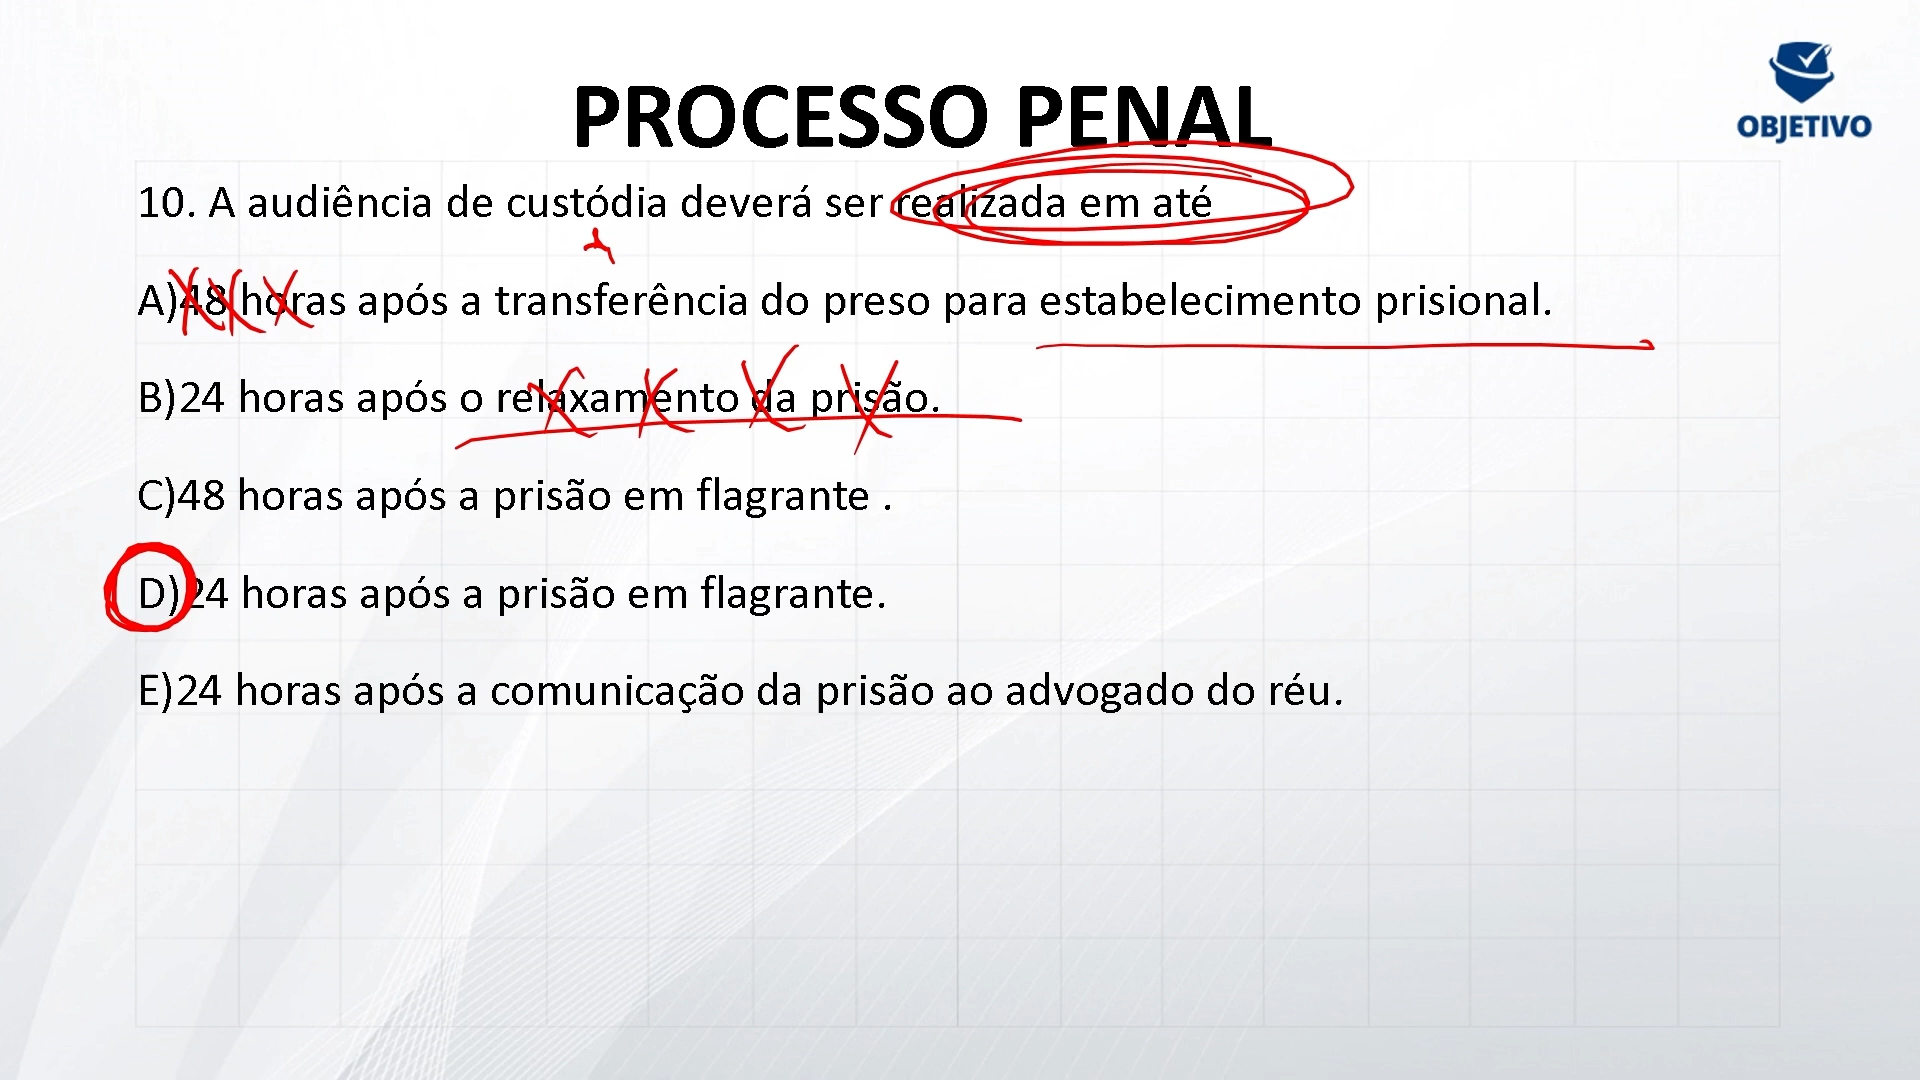 PROCESSO PENAL
OBJETIVO
10. A audiência de custódia deverá ser realizada em até
A)48 horas após a transferência do preso para estabelecimento prisional.
B)24 horas após o relaxamento da prisão.
C)48 horas após a prisão em flagrante .
D)24 horas após a prisão em flagrante.
E)24 horas após a comunicação da prisão ao advogado do réu.